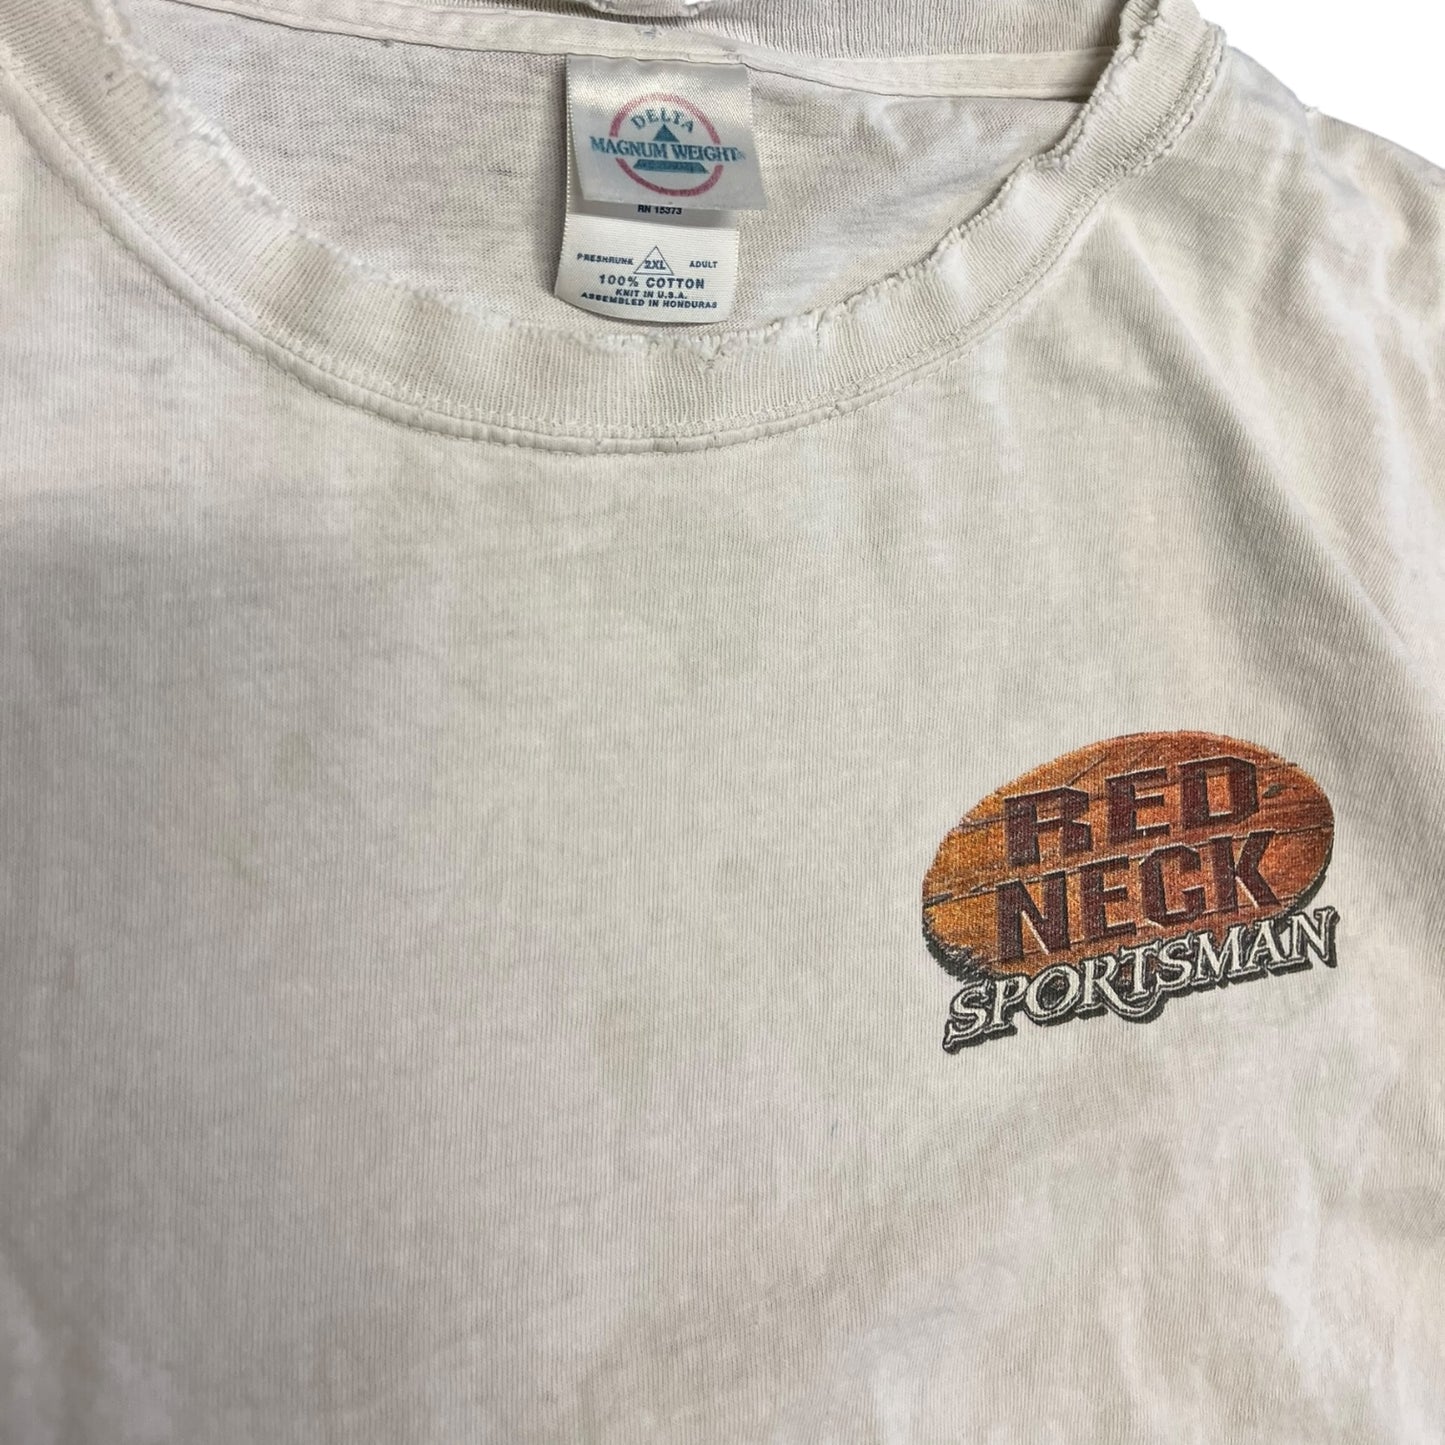 DELTA
MAGNUM WEIGHT
RN 15373
PRESHRUNK 2XL ADULT
100% COTTON
KNIT IN U.S.A.
ASSEMBLED IN HONDURAS
RED
NECK
SPORTSMAN